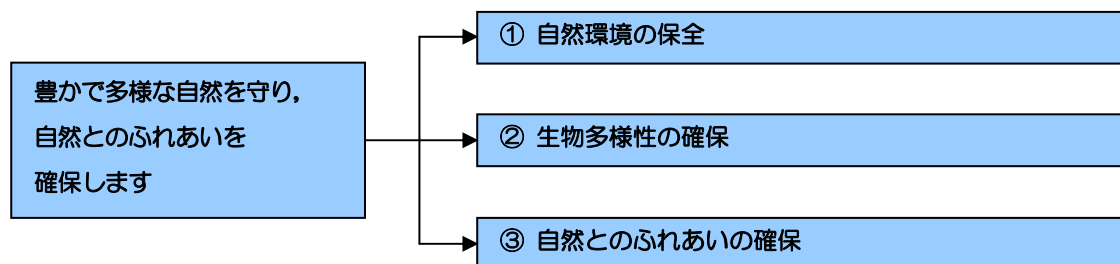 豊かで多様な自然を守り，
自然とのふれあいを
確保します
① 自然環境の保全
② 生物多様性の確保
③ 自然とのふれあいの確保